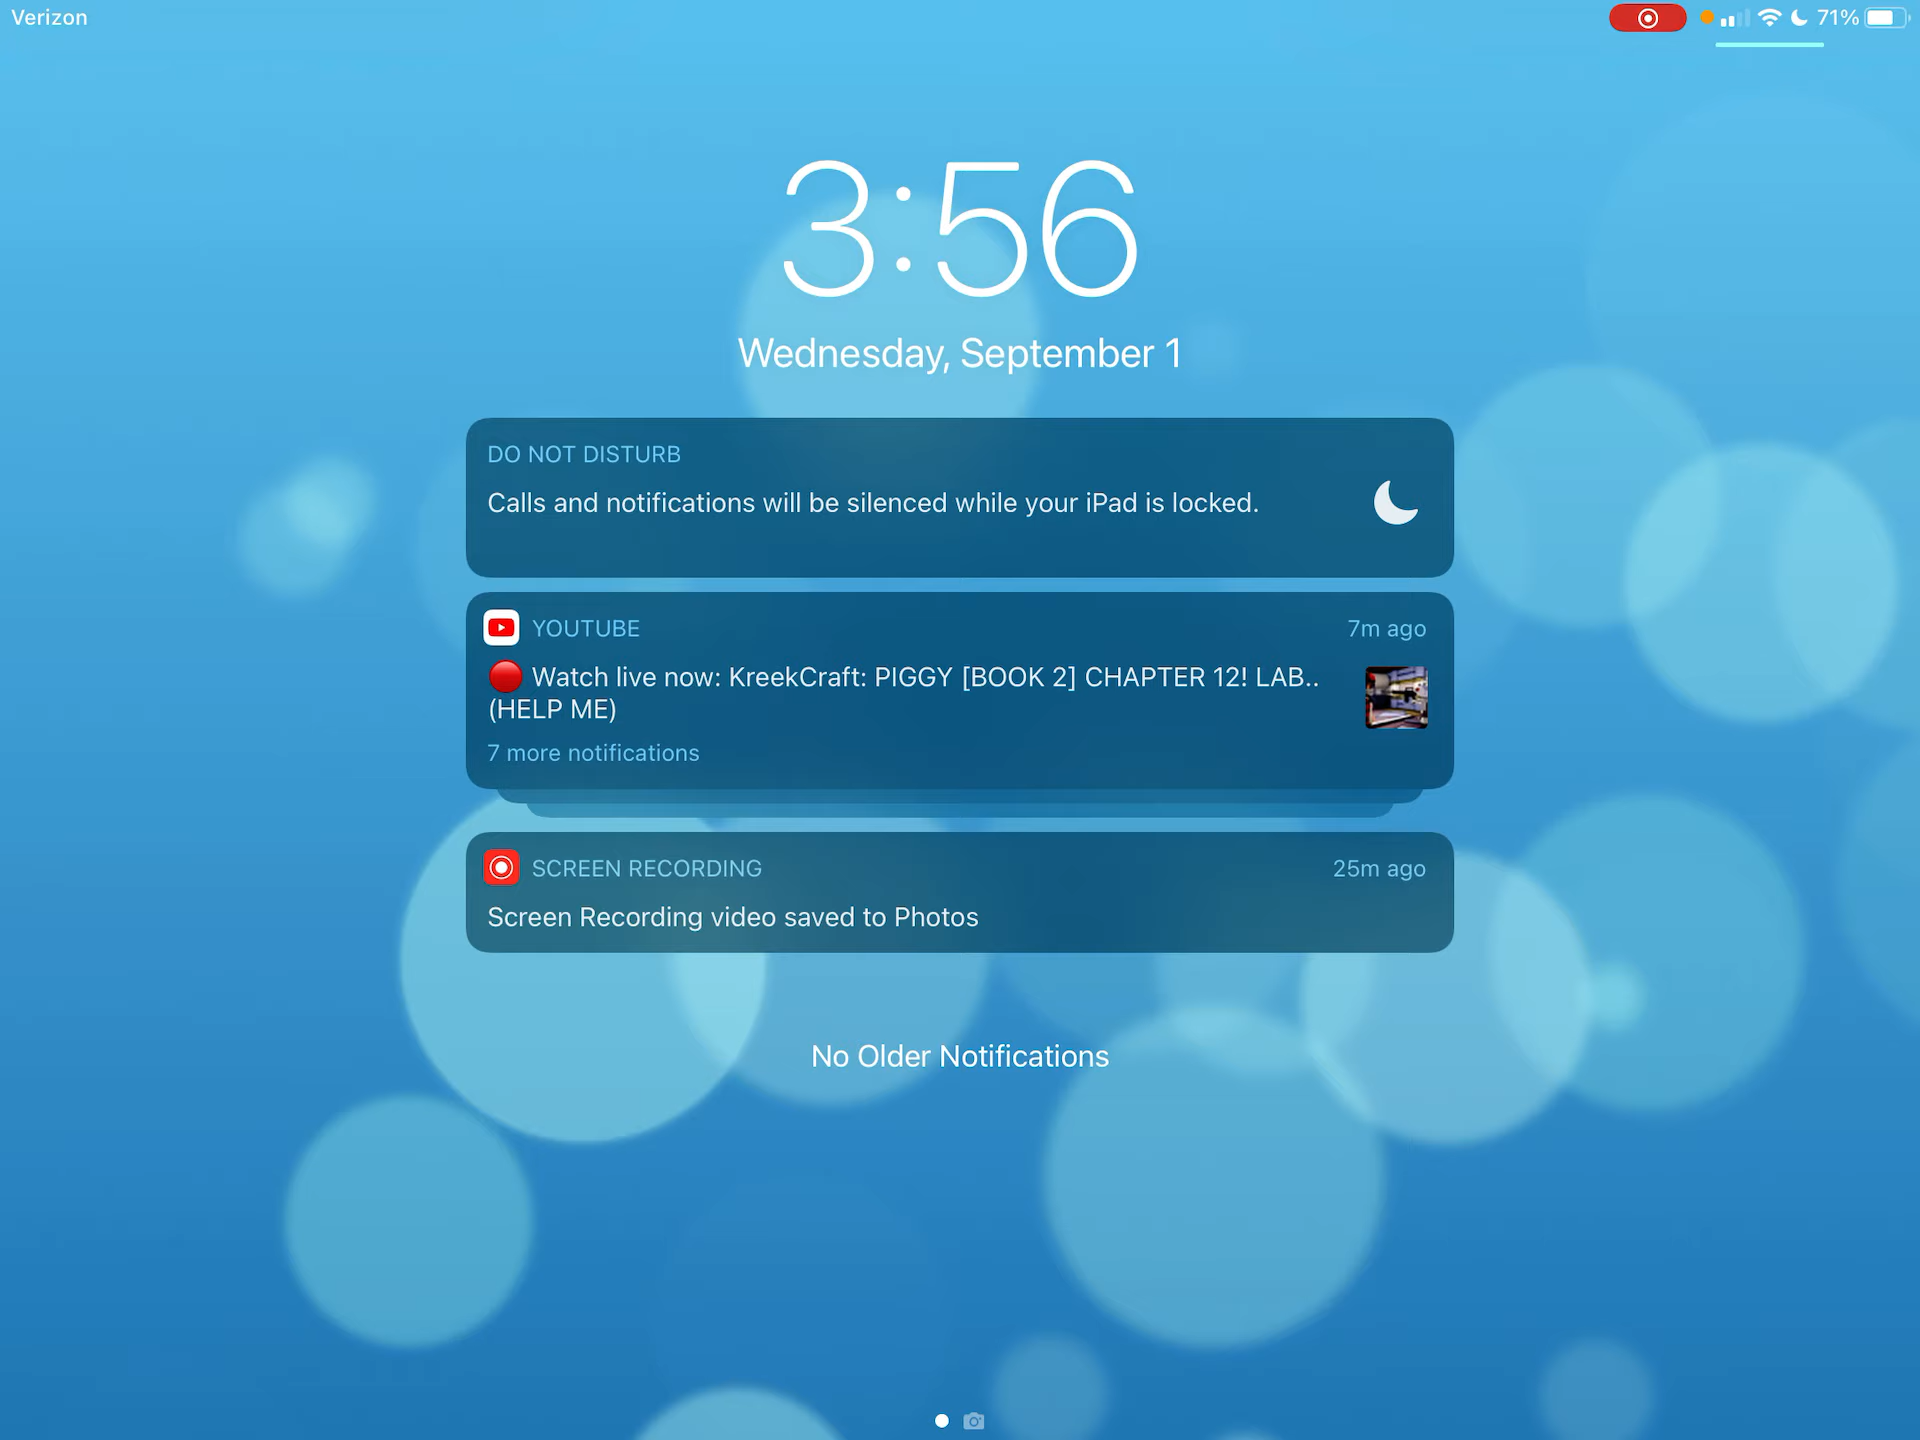 Verizon
71%
3:56
Wednesday, September 1
DO NOT DISTURB
Calls and notifications will be silenced while your iPad is locked.
YOUTUBE
7m ago
🔴 Watch live now: KreekCraft: PIGGY [BOOK 2] CHAPTER 12! LAB..
(HELP ME)
7 more notifications
SCREEN RECORDING
25m ago
Screen Recording video saved to Photos
No Older Notifications